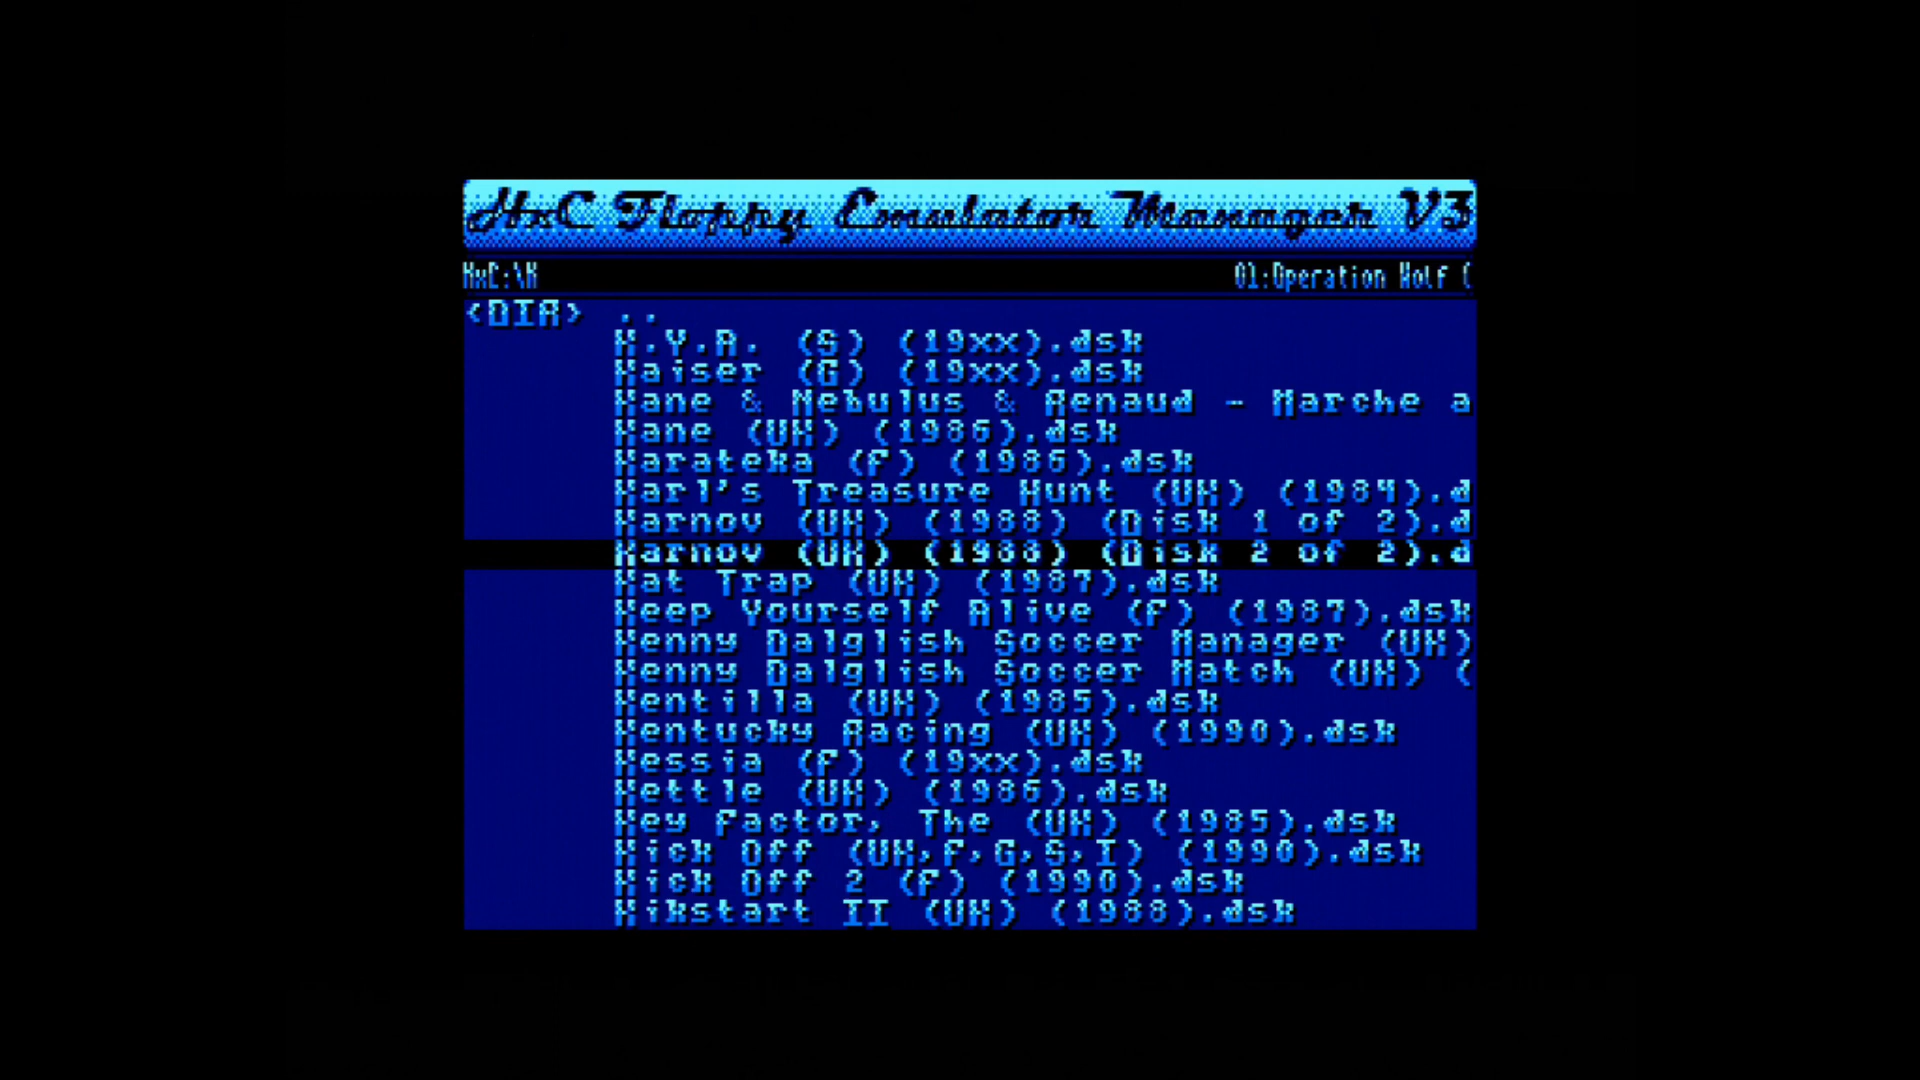 HxC Floppy Emulator Manager V3
HxC:\K 01:Operation Wolf (
<DIR> ..
K.Y.A. (S) (19xx).dsk
Kaiser (G) (19xx).dsk
Kane & Nebulus & Renaud - Marche a
Kane (UK) (1986).dsk
Karateka (F) (1986).dsk
Karl's Treasure Hunt (UK) (1984).d
Karnov (UK) (1988) (Disk 1 of 2).d
Karnov (UK) (1988) (Disk 2 of 2).d
Kat Trap (UK) (1987).dsk
Keep Yourself Alive (F) (1987).dsk
Kenny Dalglish Soccer Manager (UK)
Kenny Dalglish Soccer Match (UK) (
Kentilla (UK) (1985).dsk
Kentucky Racing (UK) (1990).dsk
Kessia (F) (19xx).dsk
Kettle (UK) (1986).dsk
Key Factor, The (UK) (1985).dsk
Kick Off (UK,F,G,S,I) (1990).dsk
Kick Off 2 (F) (1990).dsk
Kikstart II (UK) (1988).dsk